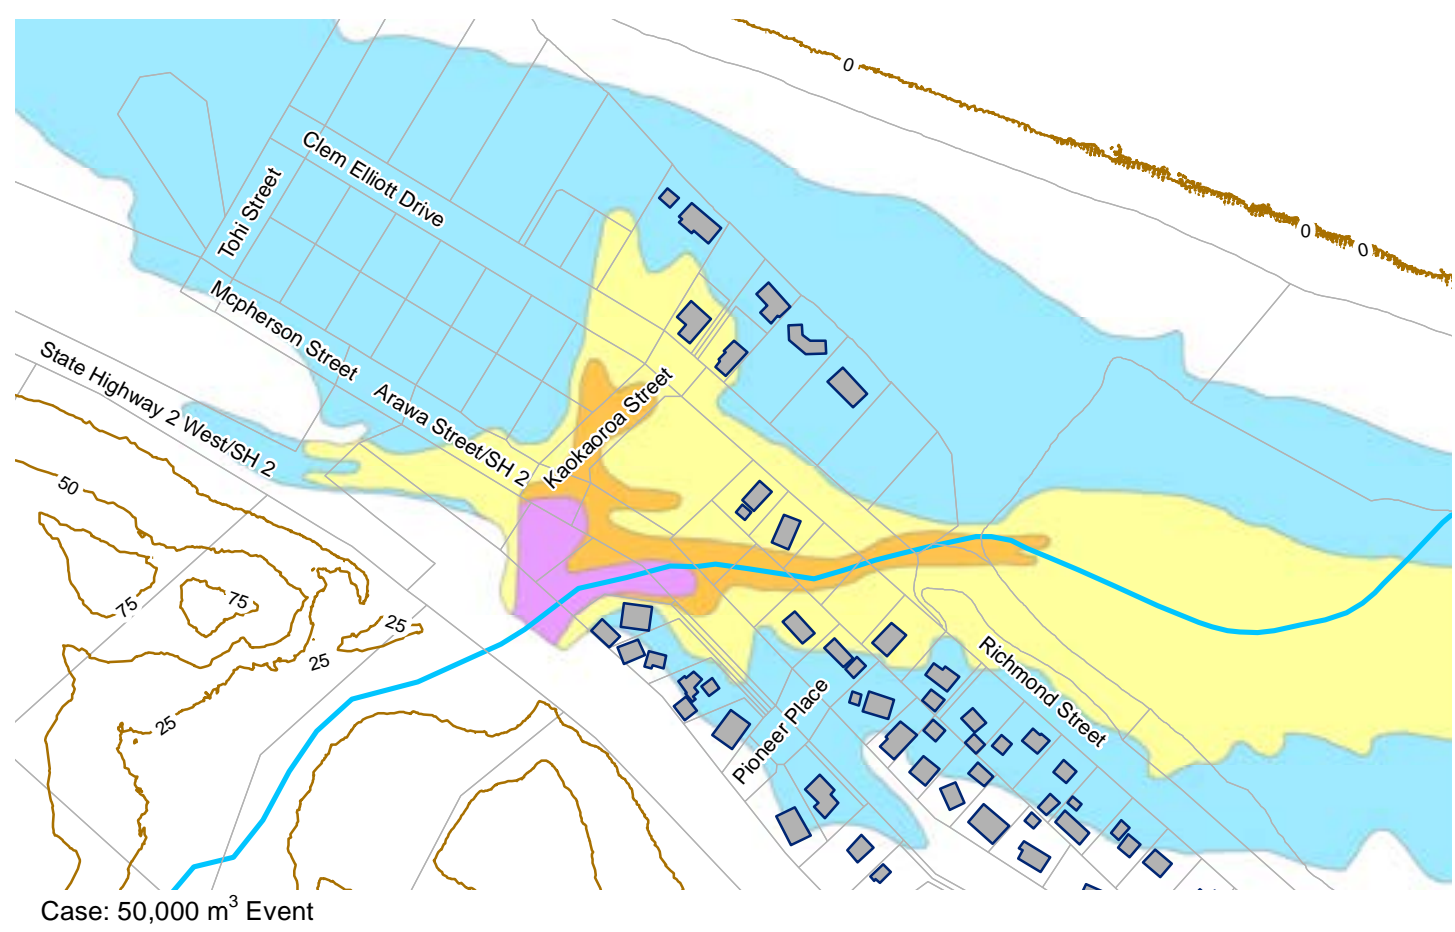 0
Clem Elliott Drive
Tohi Street
0
0
Mcpherson Street
State Highway 2 West/SH 2
Arawa Street/SH 2
Kaokaoroa Street
50
75
75
25
25
25
Richmond Street
Pioneer Place
Case: 50,000 m³ Event